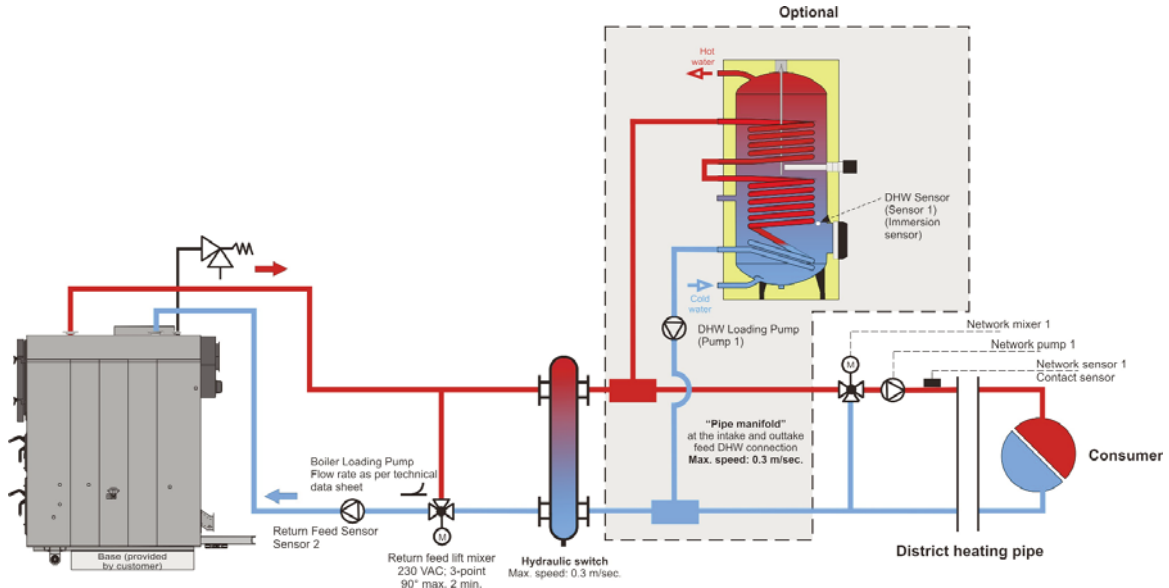 Optional
Hot
water
DHW Sensor
(Sensor 1)
(Immersion
sensor)
Cold
water
DHW Loading Pump
(Pump 1)
Network mixer 1
Network pump 1
Network sensor 1
Contact sensor
M
"Pipe manifold"
at the intake and outtake
feed DHW connection
Max. speed: 0.3 m/sec.
Consumer
Boiler Loading Pump
Flow rate as per technical
data sheet
Return Feed Sensor
Sensor 2
M
Base (provided
by customer)
Return feed lift mixer
230 VAC; 3-point
90° max. 2 min.
Hydraulic switch
Max. speed: 0.3 m/sec.
District heating pipe